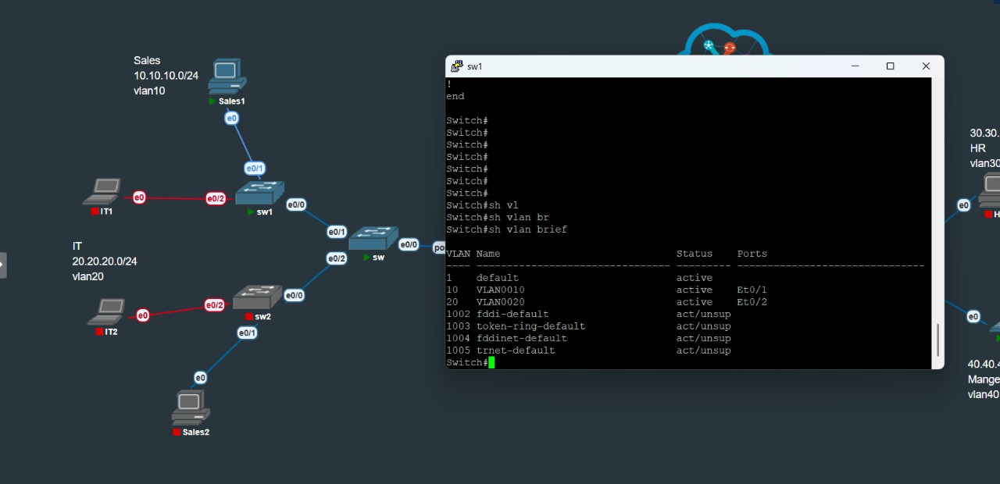 Sales
10.10.10.0/24
vlan10
Sales1
e0
e0/1
IT1
e0
e0/2
sw1
e0/0
e0/1
sw
e0/0
e0/2
IT
20.20.20.0/24
vlan20
IT2
e0
e0/2
sw2
e0/0
e0/1
e0
Sales2
sw1
!
end
Switch#
Switch#
Switch#
Switch#
Switch#
Switch#
Switch#
Switch#sh vl
Switch#sh vlan br
Switch#sh vlan brief
VLAN Name Status Ports
---- -------------------------------- --------- -------------------------------
1 default active
10 VLAN0010 active Et0/1
20 VLAN0020 active Et0/2
1002 fddi-default act/unsup
1003 token-ring-default act/unsup
1004 fddinet-default act/unsup
1005 trnet-default act/unsup
Switch#
30.30.
HR
vlan30
e0
e0
Mange
vlan40